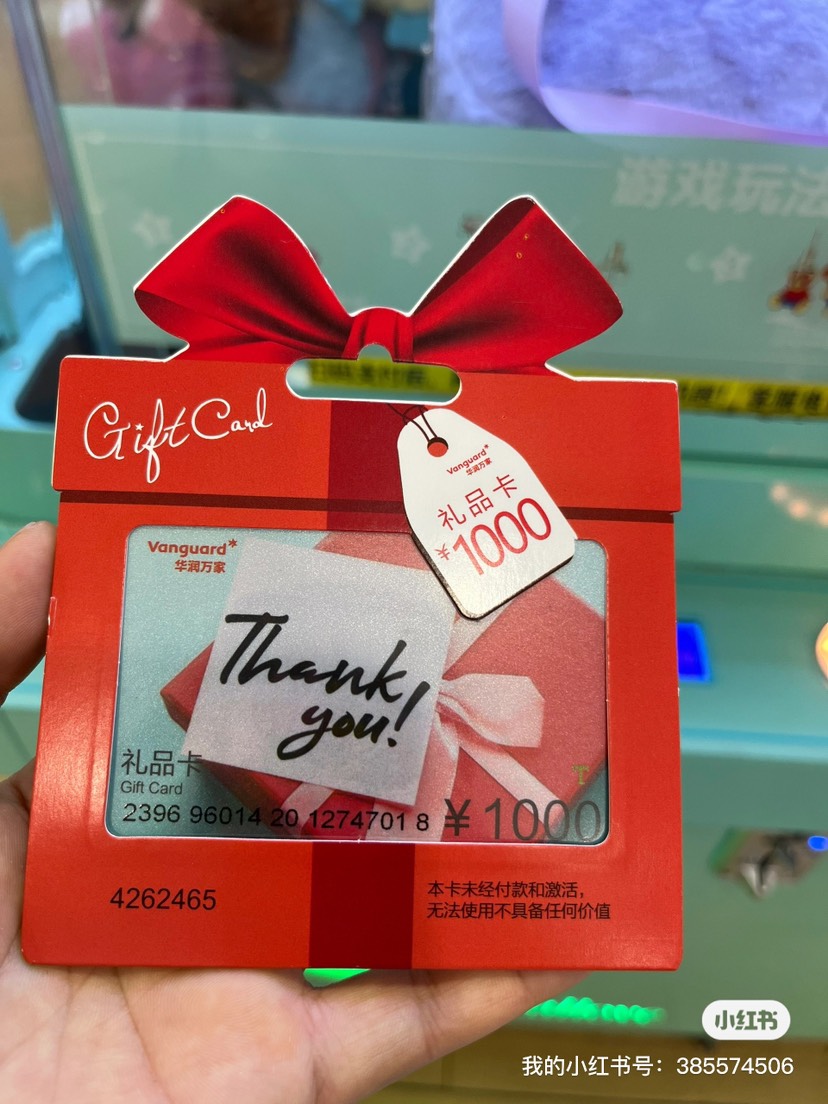 游戏玩法
Gift Card
Vanguard
华润万家
礼品卡
¥1000
Vanguard
华润万家
Thank
you!
礼品卡
Gift Card
2396 96014 20 1274701 8 ¥1000
4262465
本卡未经付款和激活，
无法使用不具备任何价值
小红书
我的小红书号：385574506